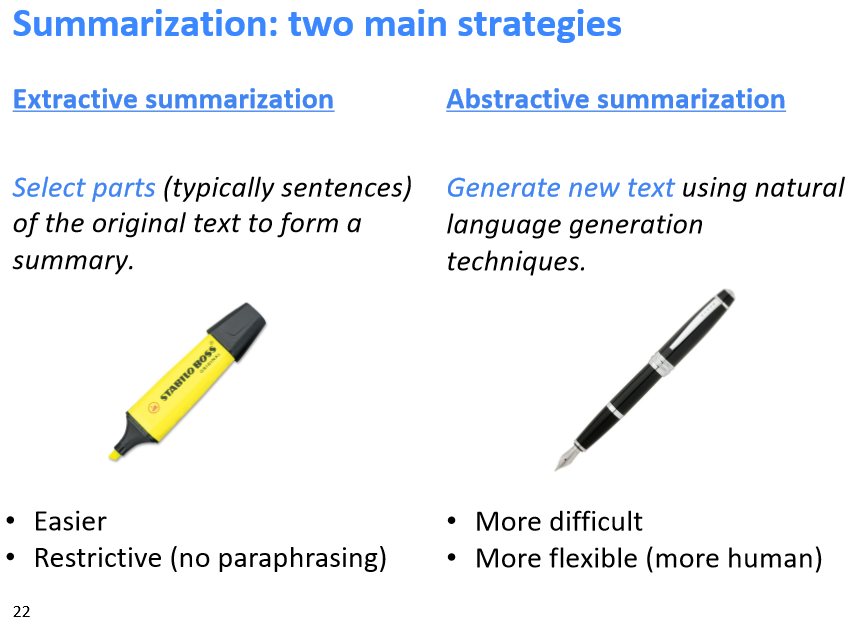 Summarization: two main strategies
Extractive summarization
Select parts (typically sentences)
of the original text to form a
summary.
STABILO BOSS
ORIGINAL
• Easier
• Restrictive (no paraphrasing)
Abstractive summarization
Generate new text using natural
language generation
techniques.
• More difficult
• More flexible (more human)
22